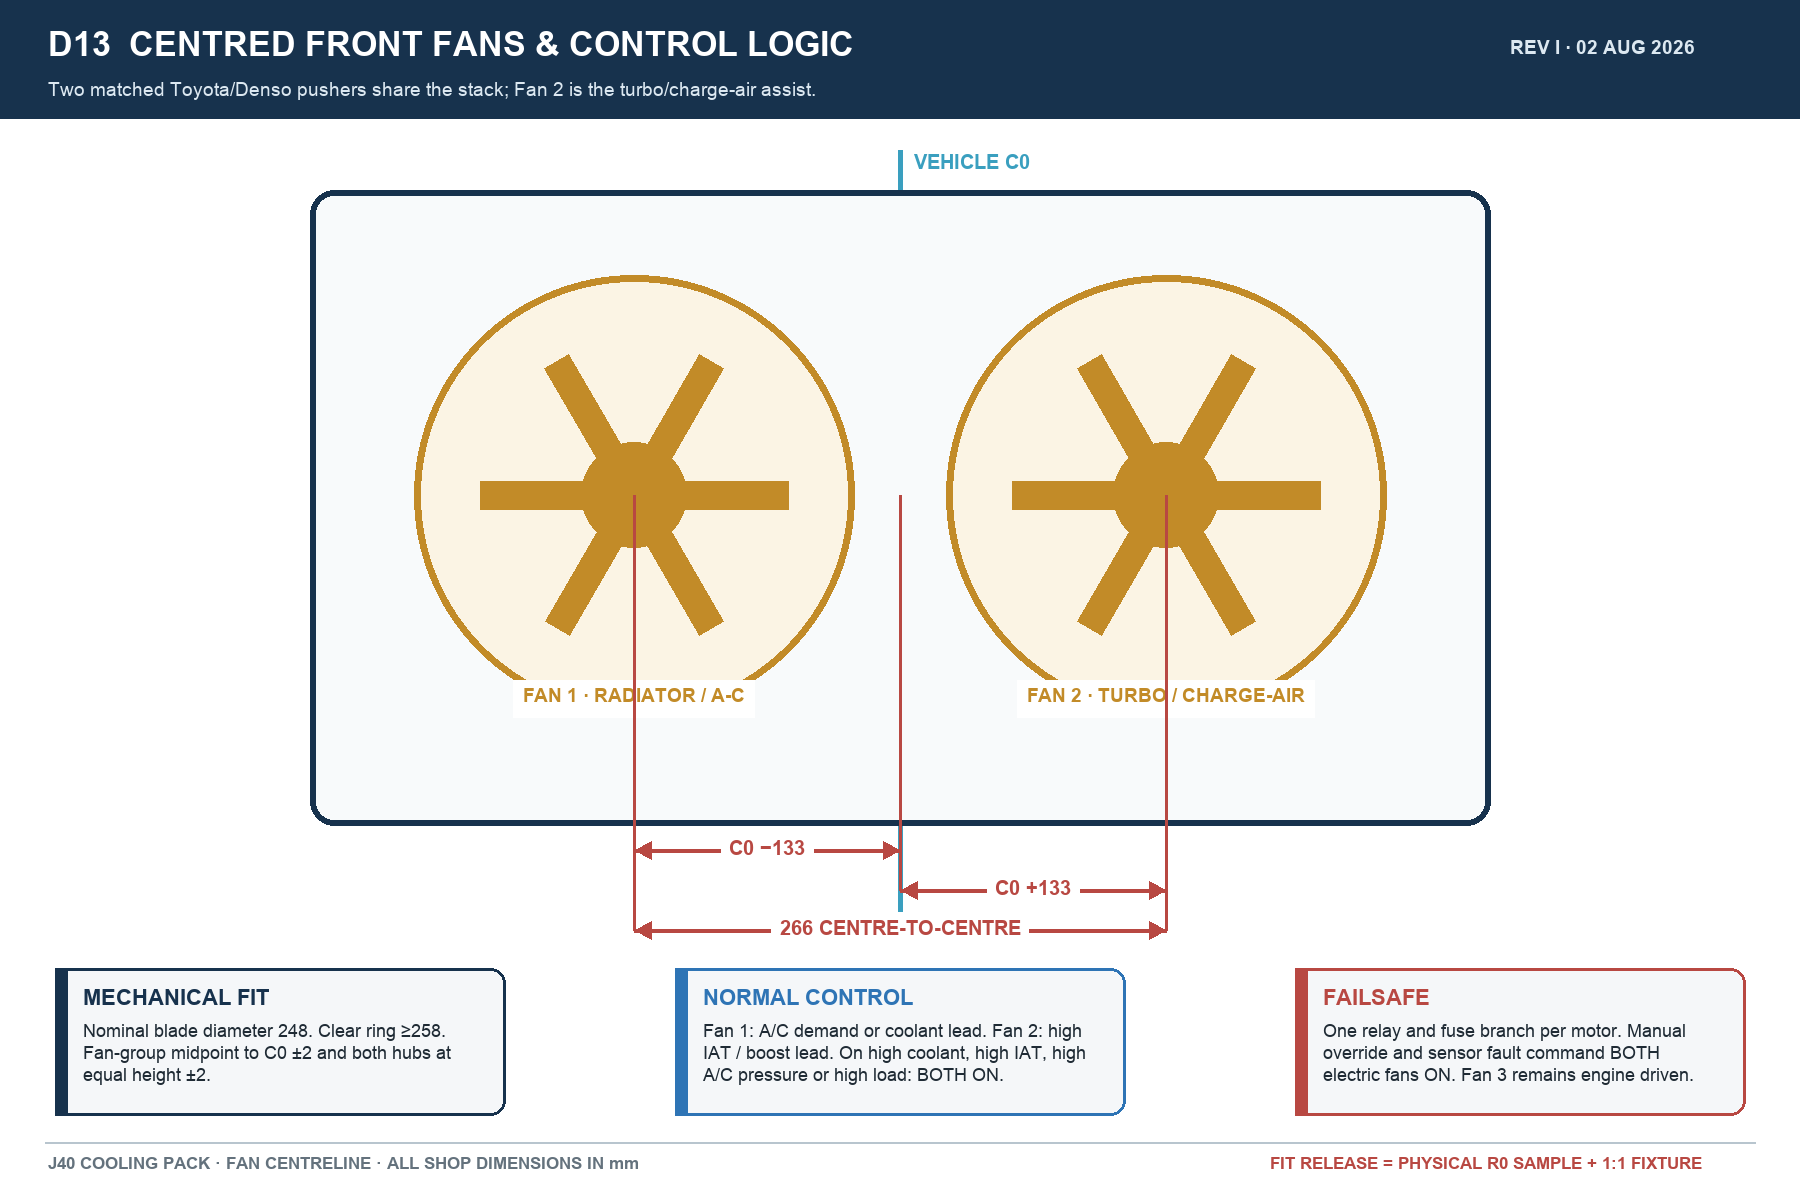 D13 CENTRED FRONT FANS & CONTROL LOGIC
REV I · 02 AUG 2026
Two matched Toyota/Denso pushers share the stack; Fan 2 is the turbo/charge-air assist.
VEHICLE C0
FAN 1 · RADIATOR / A-C
FAN 2 · TURBO / CHARGE-AIR
C0 −133
C0 +133
266 CENTRE-TO-CENTRE
MECHANICAL FIT
Nominal blade diameter 248. Clear ring ≥258.
Fan-group midpoint to C0 ±2 and both hubs at
equal height ±2.
NORMAL CONTROL
Fan 1: A/C demand or coolant lead. Fan 2: high
IAT / boost lead. On high coolant, high IAT, high
A/C pressure or high load: BOTH ON.
FAILSAFE
One relay and fuse branch per motor. Manual
override and sensor fault command BOTH
electric fans ON. Fan 3 remains engine driven.
J40 COOLING PACK · FAN CENTRELINE · ALL SHOP DIMENSIONS IN mm
FIT RELEASE = PHYSICAL R0 SAMPLE + 1:1 FIXTURE